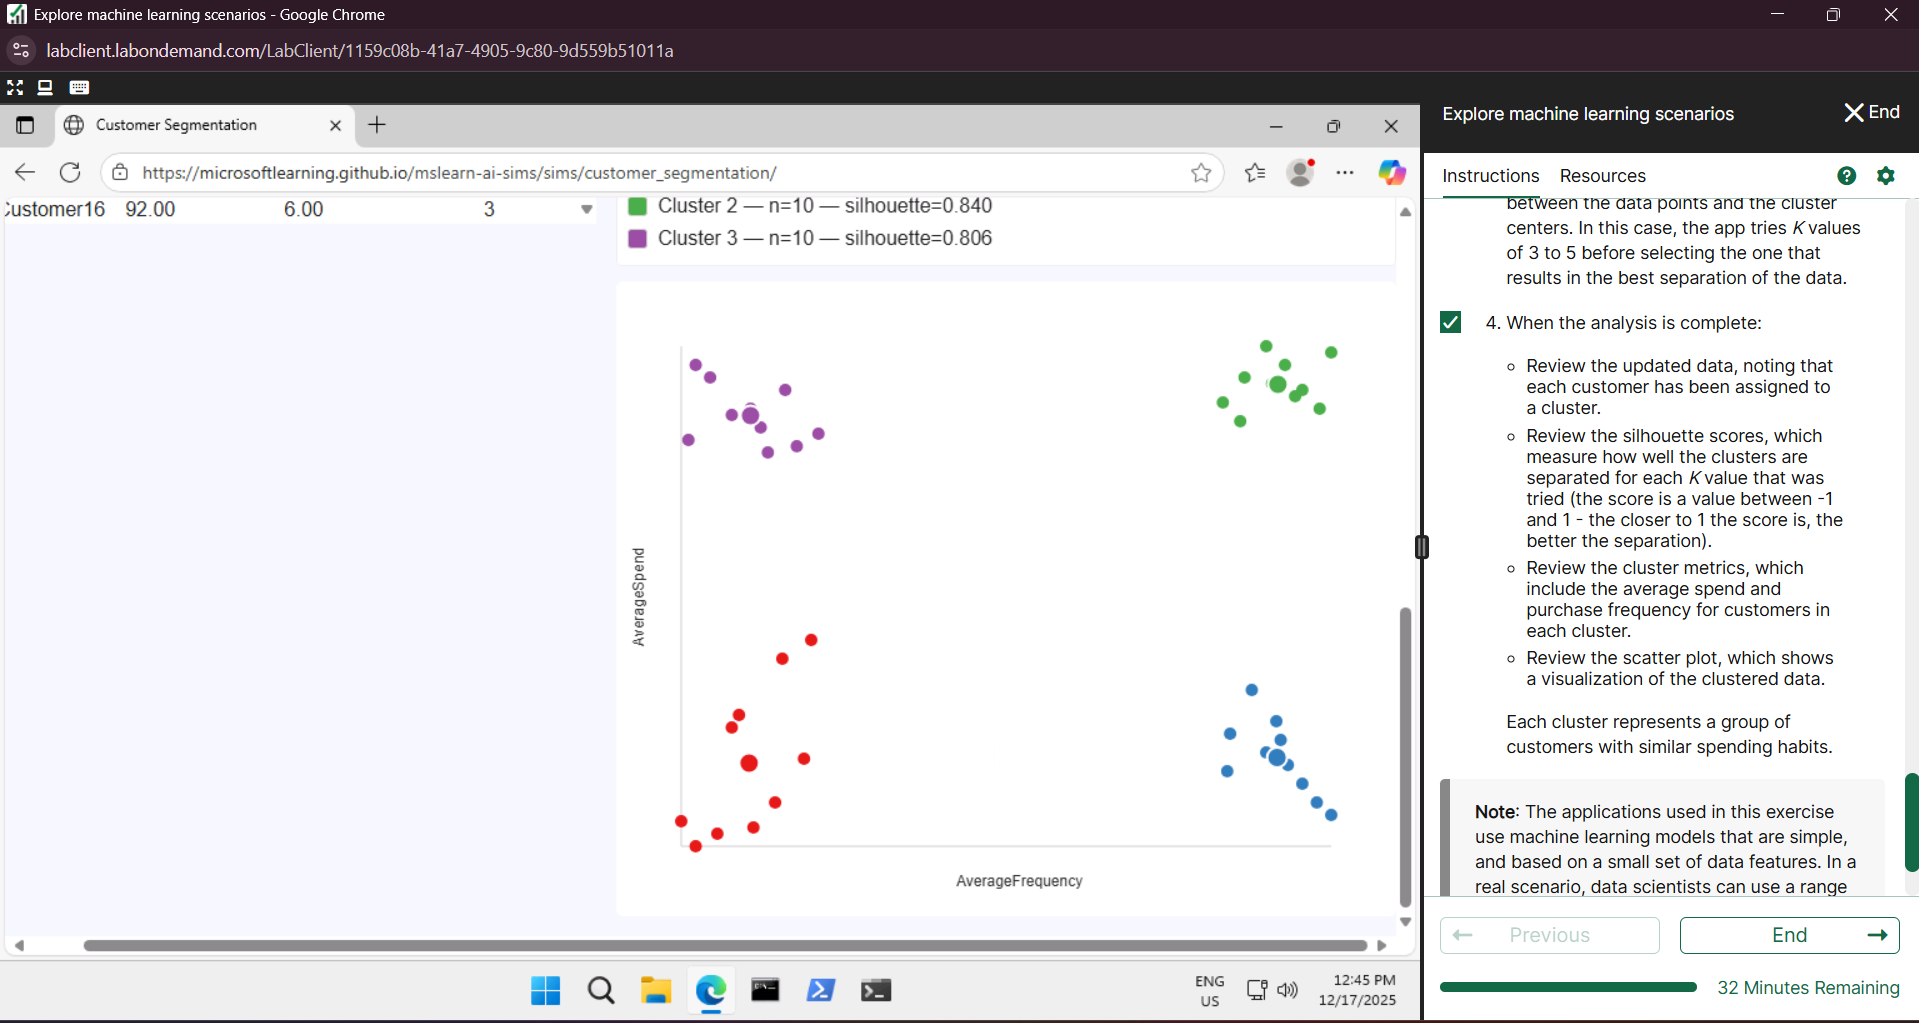 Explore machine learning scenarios - Google Chrome
labclient.labondemand.com/LabClient/1159c08b-41a7-4905-9c80-9d559b51011a
Customer Segmentation
https://microsoftlearning.github.io/mslearn-ai-sims/sims/customer_segmentation/
Customer16 92.00 6.00 3
Cluster 2 — n=10 — silhouette=0.840
Cluster 3 — n=10 — silhouette=0.806
AverageSpend
AverageFrequency
ENG
US
12:45 PM
12/17/2025
Explore machine learning scenarios
End
Instructions
Resources
between the data points and the cluster
centers. In this case, the app tries K values
of 3 to 5 before selecting the one that
results in the best separation of the data.
4. When the analysis is complete:
Review the updated data, noting that
each customer has been assigned to
a cluster.
Review the silhouette scores, which
measure how well the clusters are
separated for each K value that was
tried (the score is a value between -1
and 1 - the closer to 1 the score is, the
better the separation).
Review the cluster metrics, which
include the average spend and
purchase frequency for customers in
each cluster.
Review the scatter plot, which shows
a visualization of the clustered data.
Each cluster represents a group of
customers with similar spending habits.
Note: The applications used in this exercise
use machine learning models that are simple,
and based on a small set of data features. In a
real scenario, data scientists can use a range
Previous
End
32 Minutes Remaining